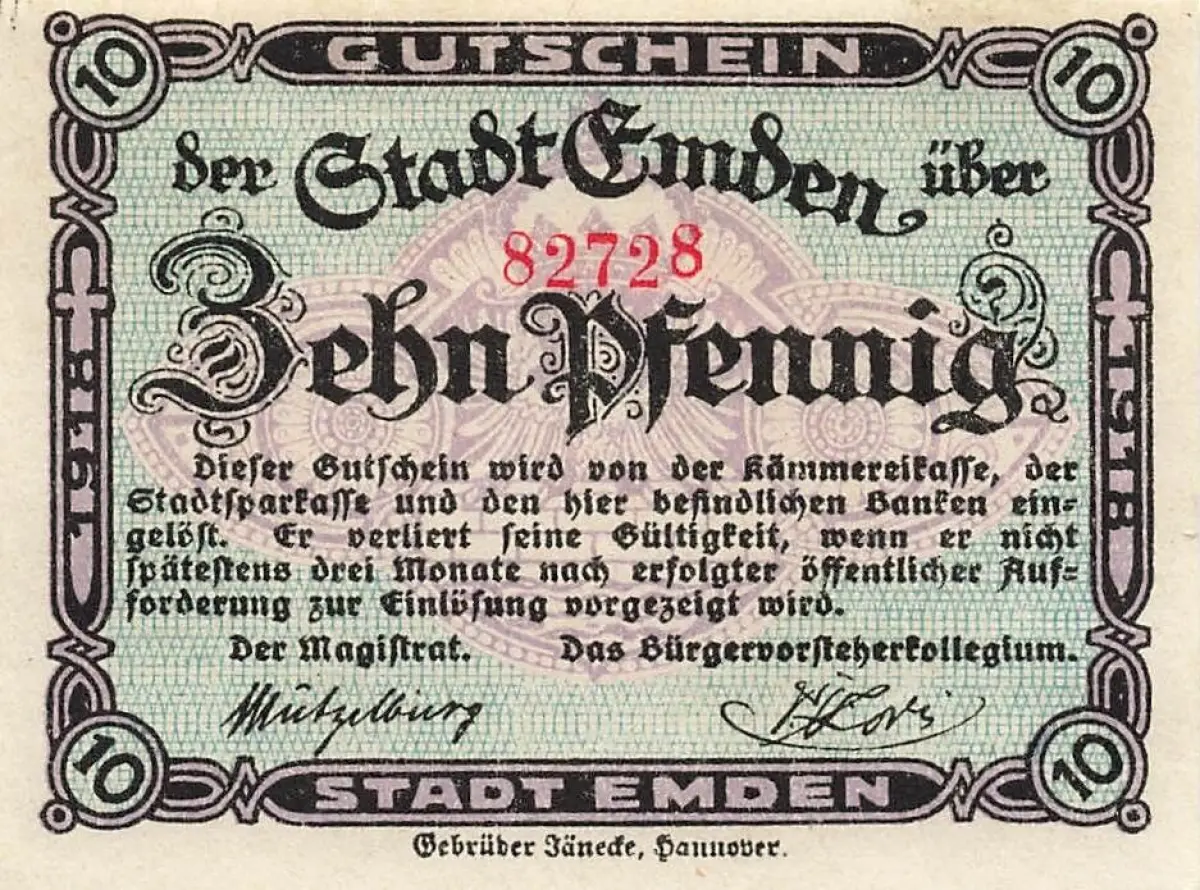 10 GUTSCHEIN 10
der Stadt Emden über
82728
Zehn Pfennig
1918
1918
Dieser Gutschein wird von der Kämmereikasse, der
Stadtsparkasse und den hier befindlichen Banken ein=
gelöst. Er verliert seine Gültigkeit, wenn er nicht
spätestens drei Monate nach erfolgter öffentlicher Auf=
forderung zur Einlösung vorgezeigt wird.
Der Magistrat. Das Bürgervorsteherkollegium.
Mützelburg
10 STADT EMDEN 10
Gebrüder Jänecke, Hannover.